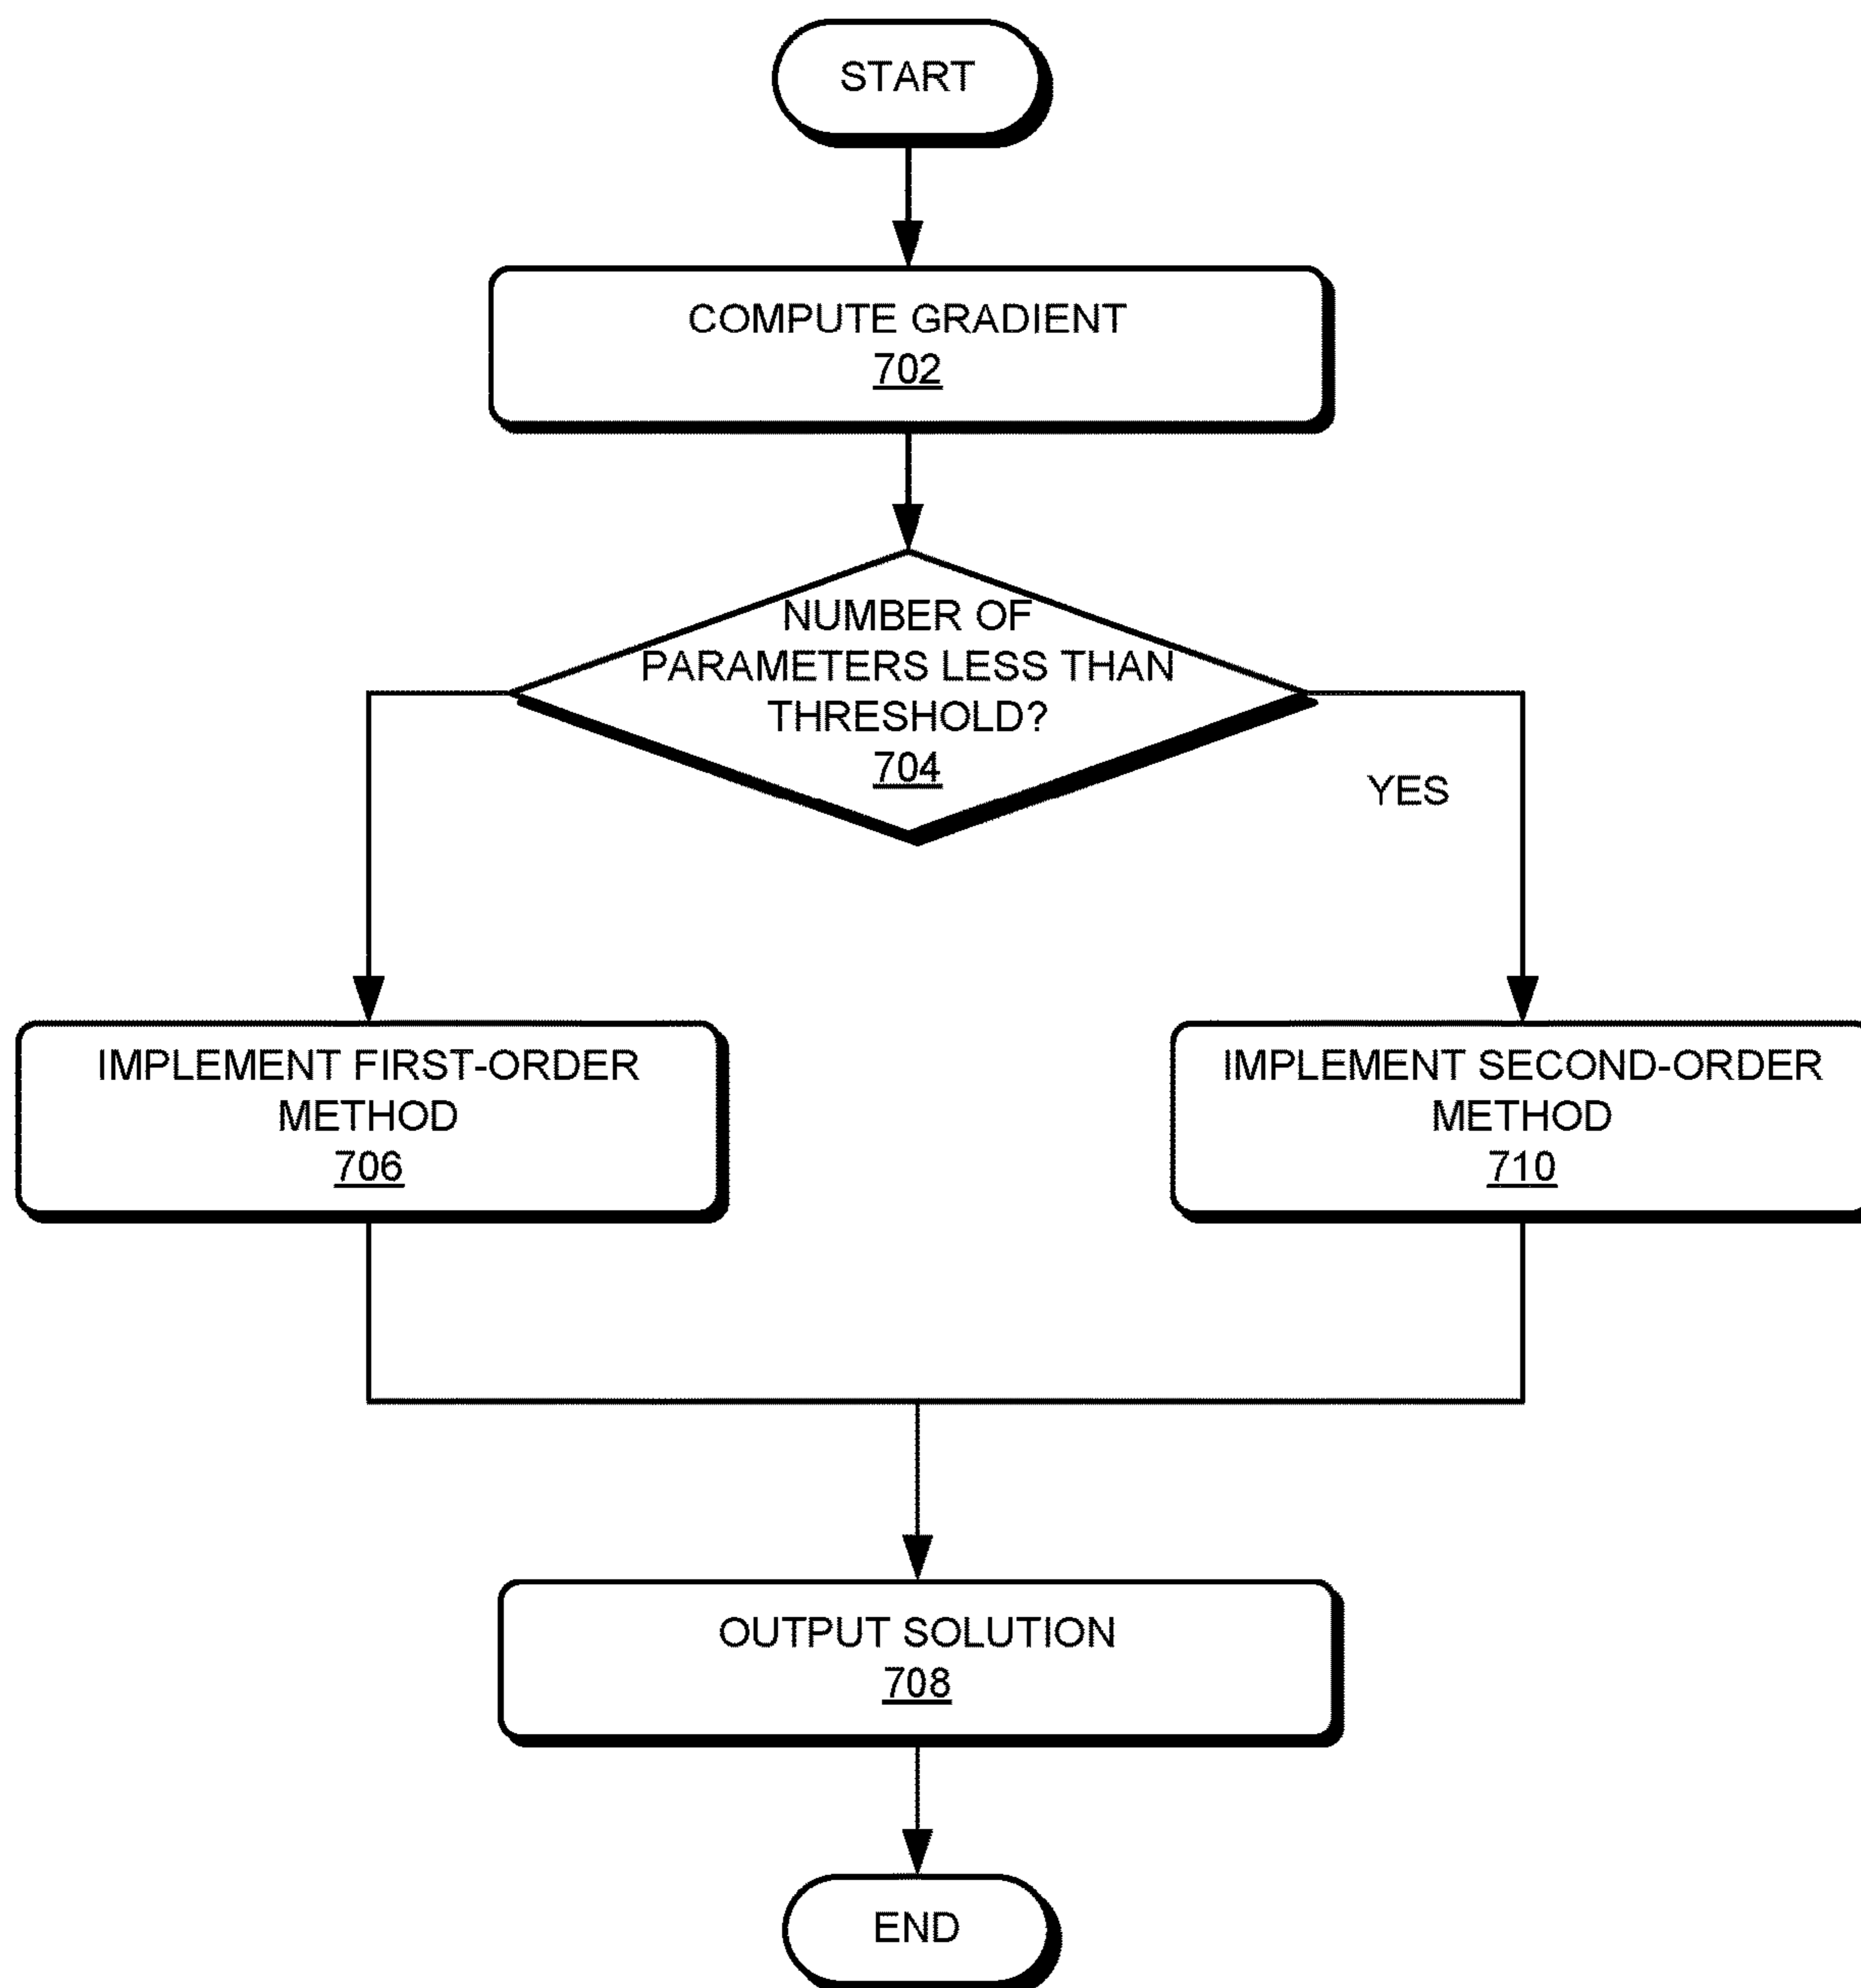 START
COMPUTE GRADIENT
702
NUMBER OF
PARAMETERS LESS THAN
THRESHOLD?
704
YES
IMPLEMENT FIRST-ORDER
METHOD
706
IMPLEMENT SECOND-ORDER
METHOD
710
OUTPUT SOLUTION
708
END